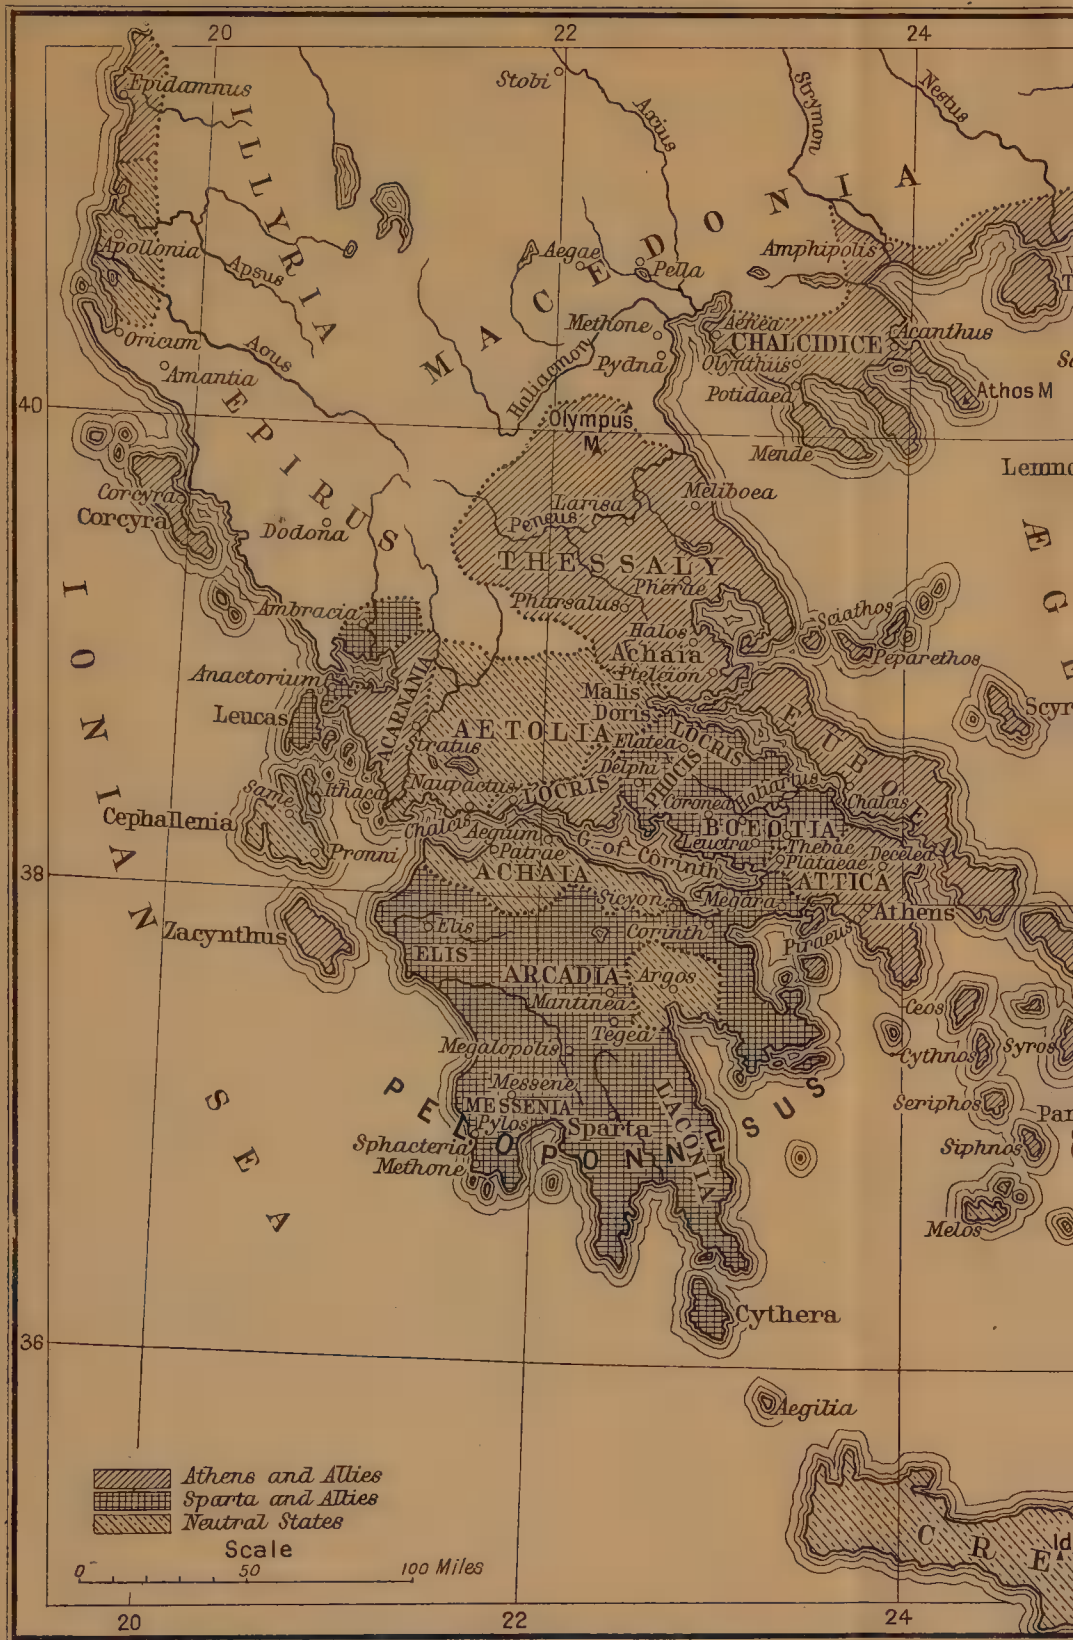 20 22 24
Epidamnus
Stobi
Axius
Strymon
Nestus
ILLYRIA
MACEDONIA
Apollonia
Apsus
Aegae
Pella
Amphipolis
T
Oricum
Aous
Amantia
Methone
Pydna
Haliacmon
Aenea
CHALCIDICE
Acanthus
Olynthus
Potidaea
Athos M
40
EPIRUS
Olympus
M
Mende
Lemno
Corcyra
Corcyra
Dodona
Larisa
Peneus
Meliboea
ÆGE
THESSALY
Pherae
Pharsalus
Ambracia
Halos
Sciathos
Achaia
Peparethos
Pteleion
IONIAN
SEA
Anactorium
Leucas
ACARNANIA
Malis
Doris
Scyr
AETOLIA
Stratus
LOCRIS
Elatea
EUBOE
Delphi
PHOCIS
Same
Ithaca
Naupactus
LOCRIS
Coronea
Haliartus
Chalcis
Cephallenia
Pronni
Chalcis
Aegium
Patrae
BOEOTIA
Leuctra
Thebae
Plataeae
Decelea
G. of Corinth
38
ACHAIA
ATTICA
Sicyon
Megara
Athens
Zacynthus
Elis
ELIS
Corinth
Piraeus
ARCADIA
Argos
Mantinea
Tegea
Ceos
Megalopolis
Cythnos
Syros
PELOPONNESUS
Messene
MESSENIA
Pylos
Sparta
LACONIA
Seriphos
Par
Sphacteria
Methone
Siphnos
Melos
Cythera
36
Aegilia
CRE
Id
Athens and Allies
Sparta and Allies
Neutral States
Scale
0 50 100 Miles
20 22 24